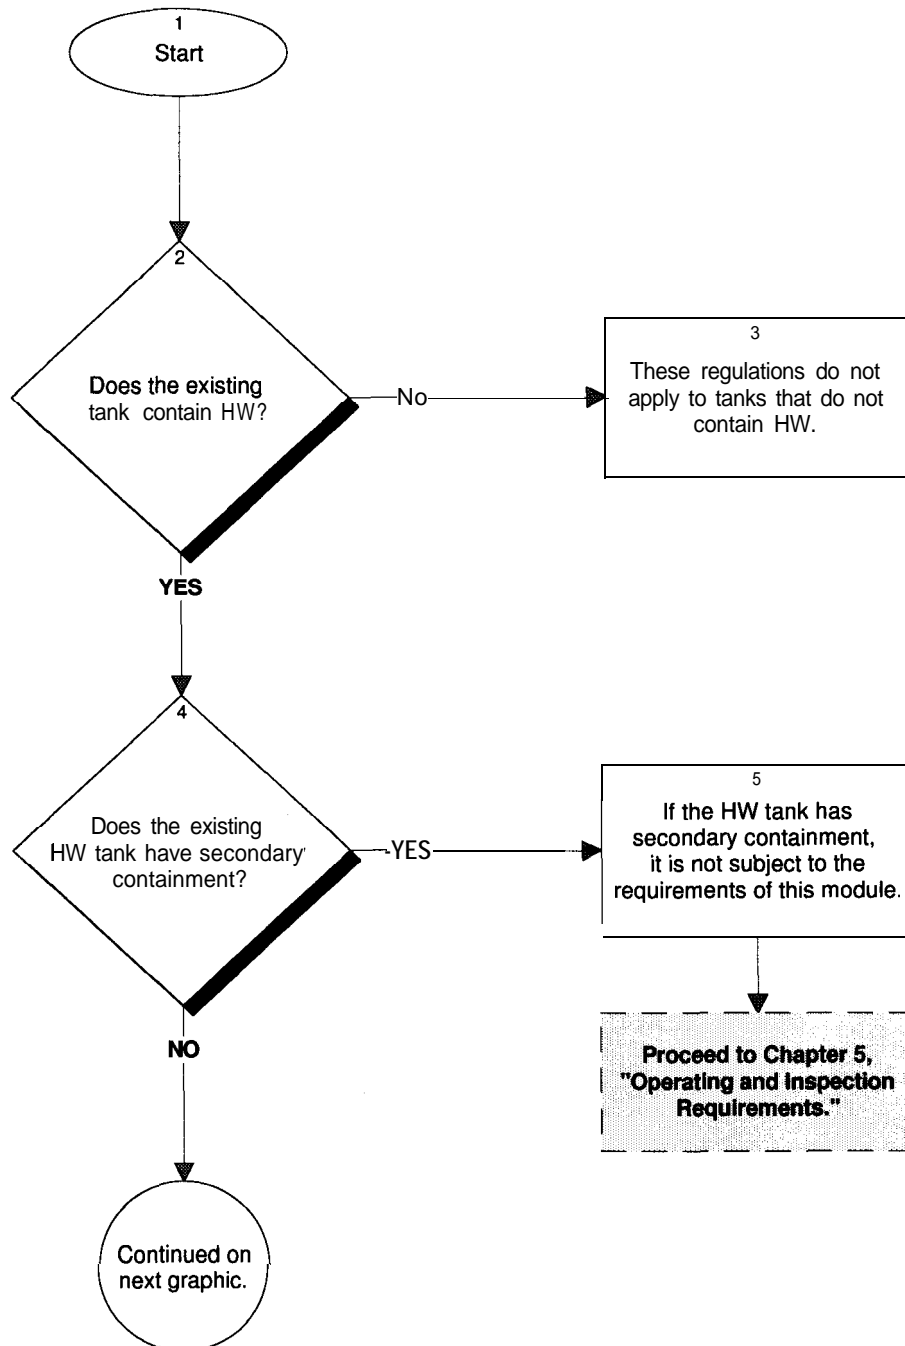 1
Start
2
Does the existing
tank contain HW?
No
3
These regulations do not
apply to tanks that do not
contain HW.
YES
4
Does the existing
HW tank have secondary
containment?
YES
5
If the HW tank has
secondary containment,
it is not subject to the
requirements of this module.
NO
Proceed to Chapter 5,
"Operating and Inspection
Requirements."
Continued on
next graphic.